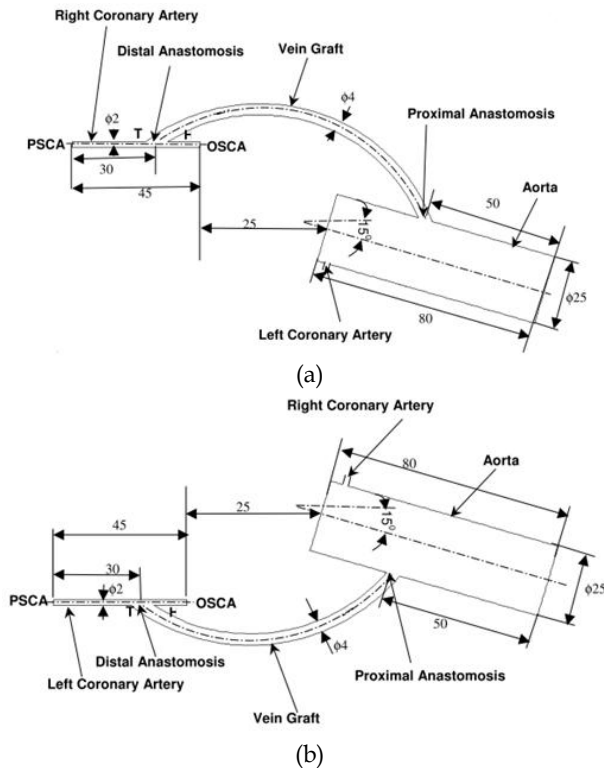 Right Coronary Artery
Distal Anastomosis
Vein Graft
ϕ2
T
H
ϕ4
Proximal Anastomosis
PSCA
OSCA
30
45
25
50
Aorta
15⁰
ϕ25
80
Left Coronary Artery
(a)
Right Coronary Artery
80
Aorta
45
25
15⁰
30
ϕ2
PSCA
OSCA
T
H
ϕ25
ϕ4
50
Distal Anastomosis
Left Coronary Artery
Proximal Anastomosis
Vein Graft
(b)